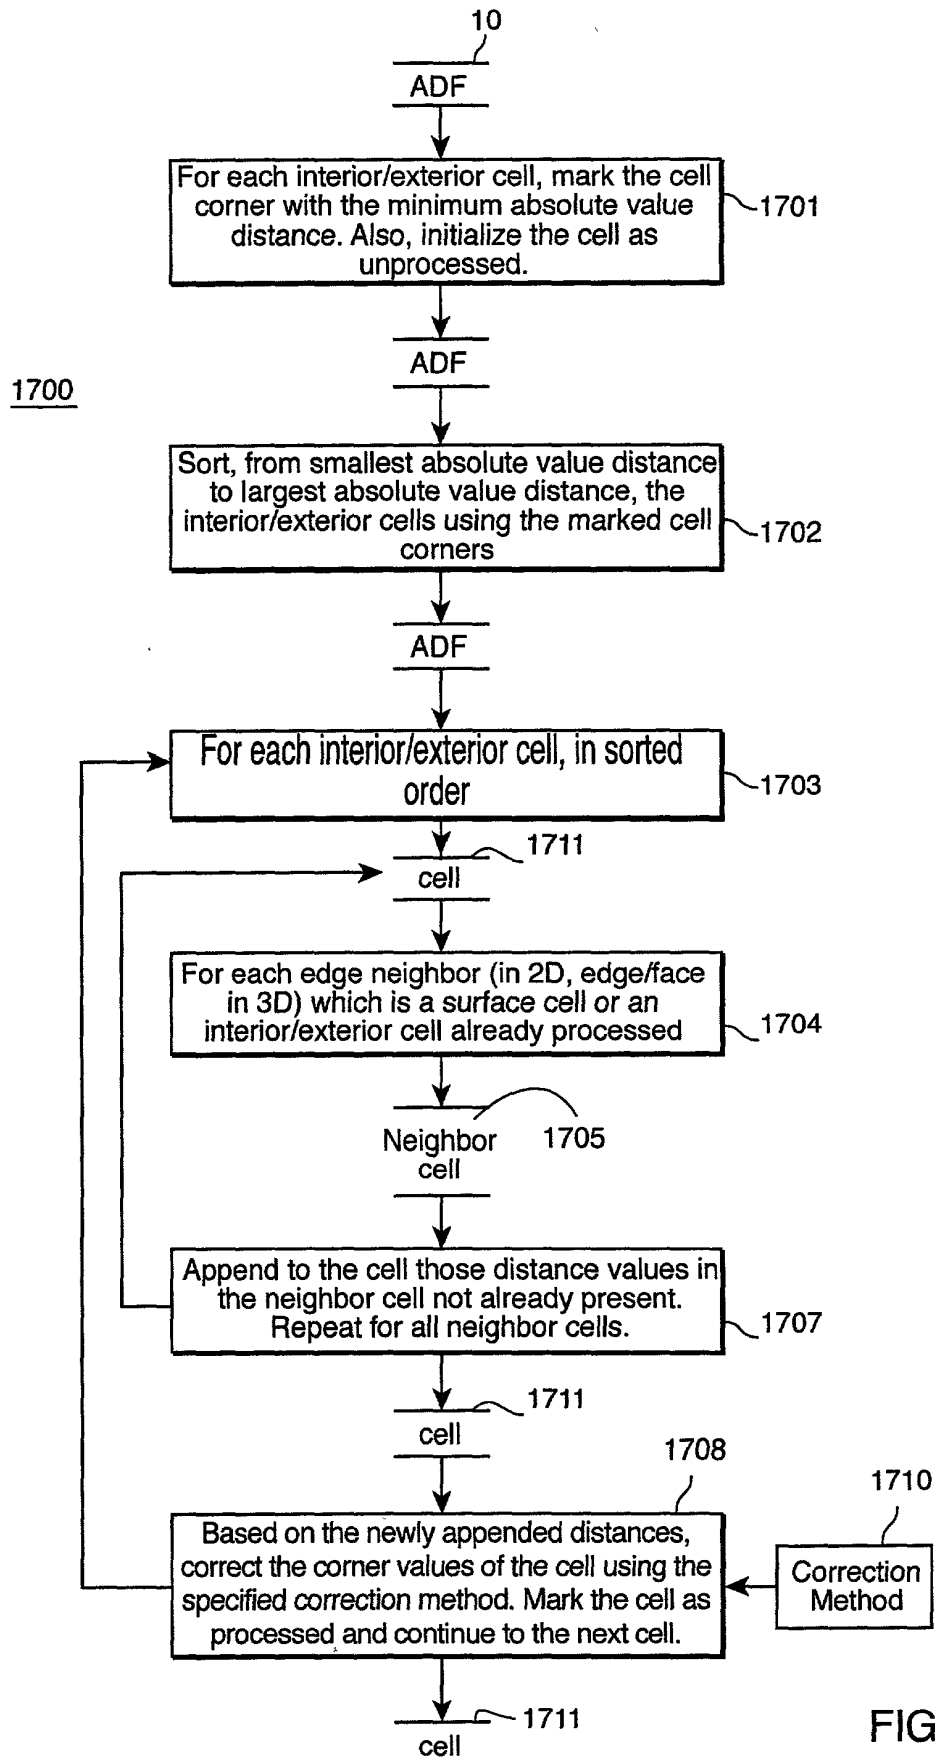 10
ADF
For each interior/exterior cell, mark the cell
corner with the minimum absolute value
distance. Also, initialize the cell as
unprocessed.
1701
ADF
1700
Sort, from smallest absolute value distance
to largest absolute value distance, the
interior/exterior cells using the marked cell
corners
1702
ADF
For each interior/exterior cell, in sorted
order
1703
1711
cell
For each edge neighbor (in 2D, edge/face
in 3D) which is a surface cell or an
interior/exterior cell already processed
1704
Neighbor
cell
1705
Append to the cell those distance values in
the neighbor cell not already present.
Repeat for all neighbor cells.
1707
1711
cell
1708
1710
Based on the newly appended distances,
correct the corner values of the cell using the
specified correction method. Mark the cell as
processed and continue to the next cell.
Correction
Method
1711
cell
FIG